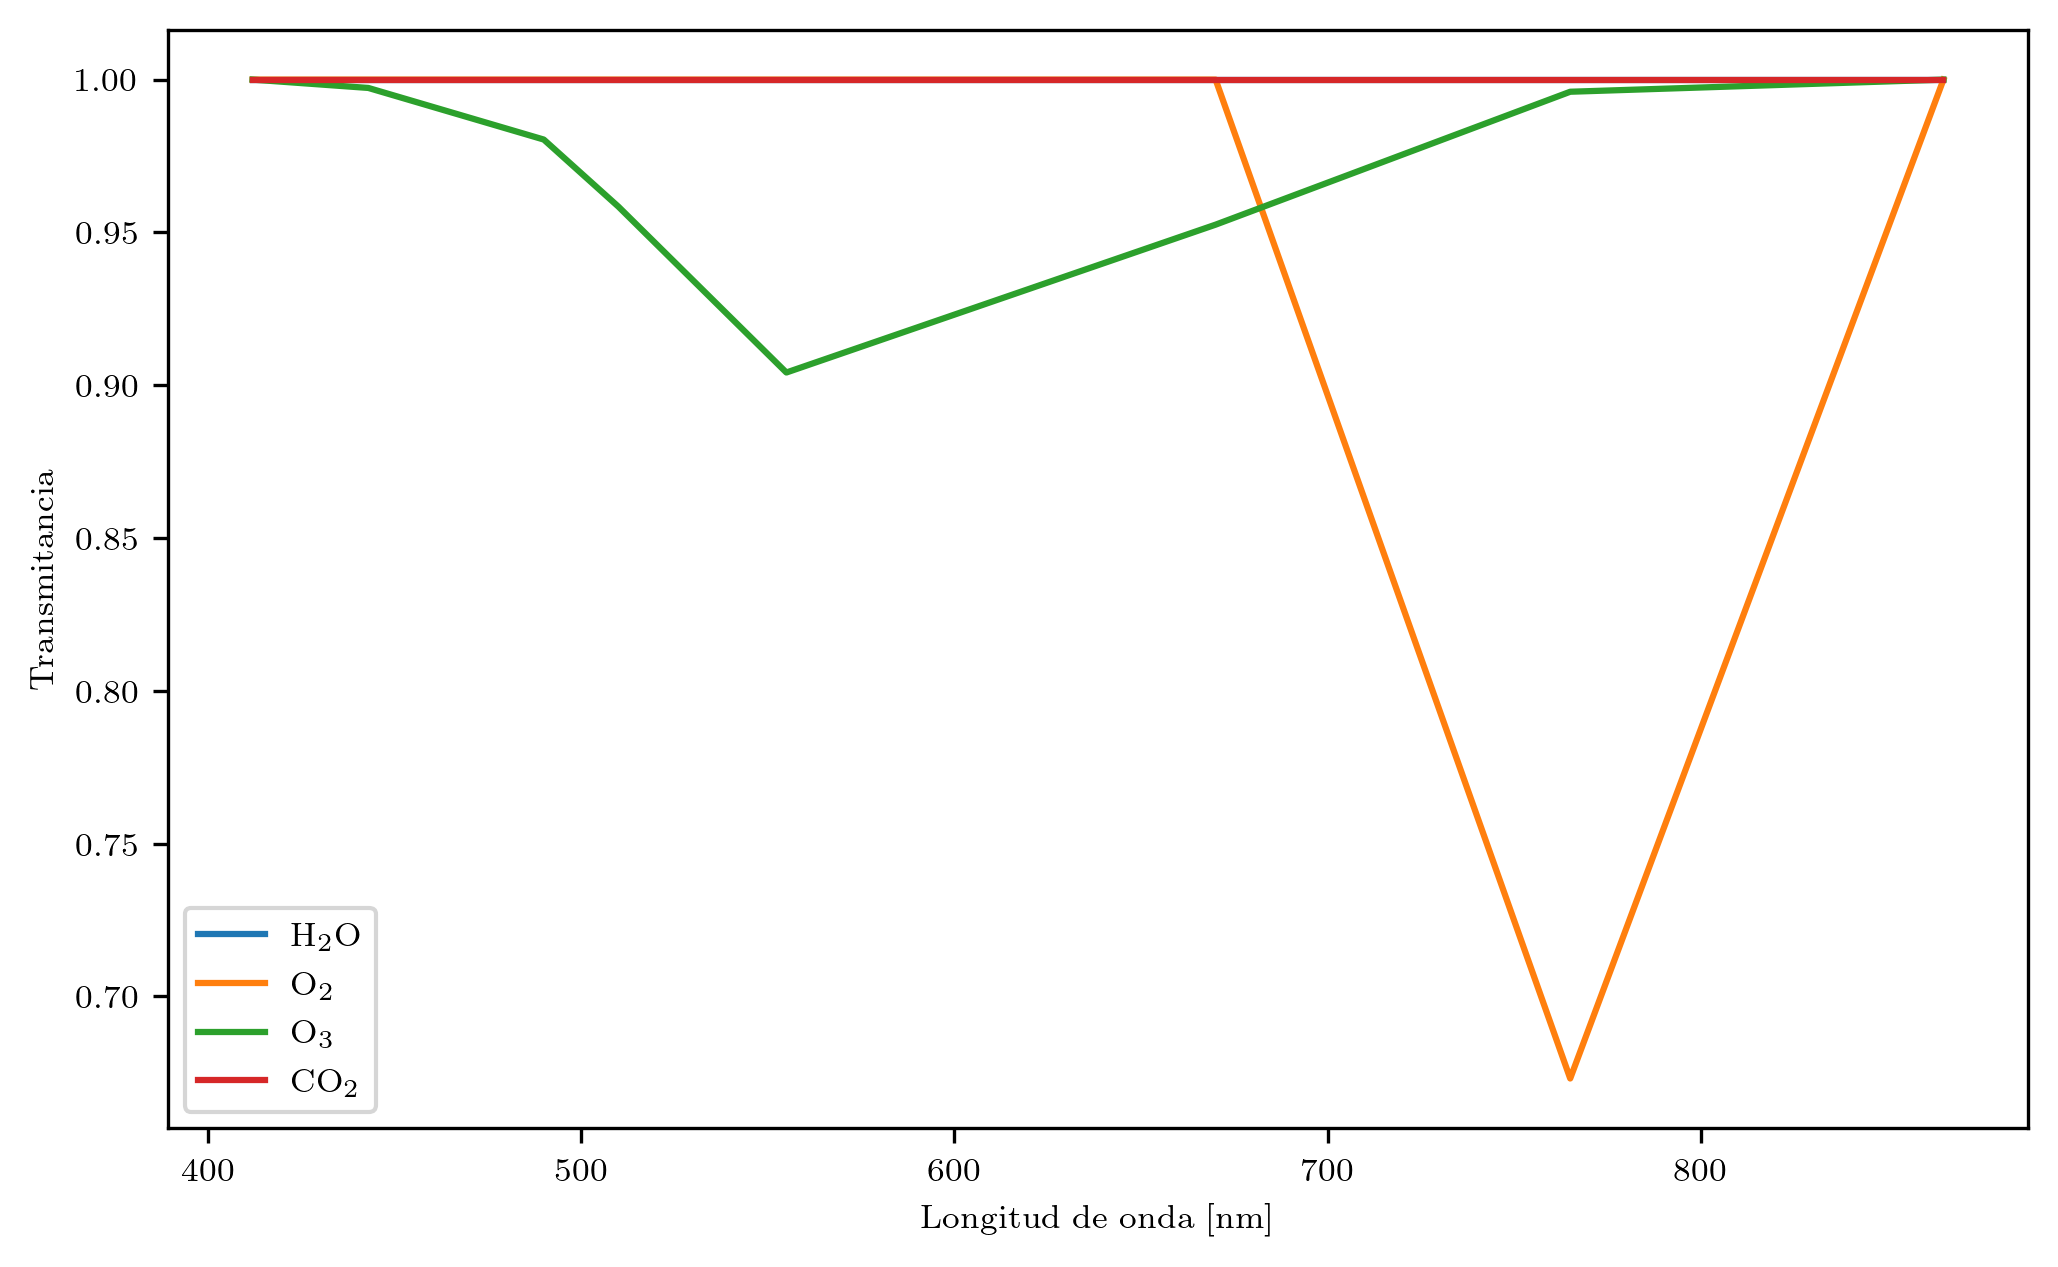 1.00
0.95
0.90
0.85
0.80
0.75
0.70
Transmitancia
H₂O
O₂
O₃
CO₂
400 500 600 700 800
Longitud de onda [nm]